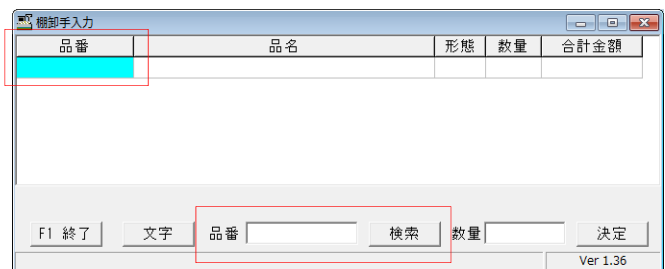 棚卸手入力
品番 品名 形態 数量 合計金額
F1 終了 文字 品番 検索 数量 決定
Ver 1.36